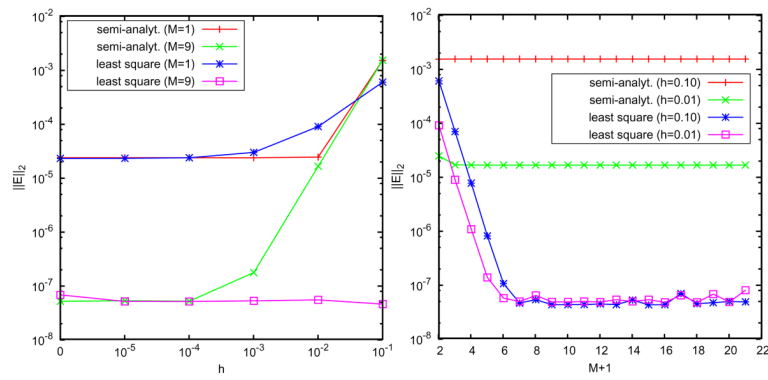 semi-analyt. (M=1)
semi-analyt. (M=9)
least square (M=1)
least square (M=9)
||E||₂
10⁻²
10⁻³
10⁻⁴
10⁻⁵
10⁻⁶
10⁻⁷
10⁻⁸
0 10⁻⁵ 10⁻⁴ 10⁻³ 10⁻² 10⁻¹
h
semi-analyt. (h=0.10)
semi-analyt. (h=0.01)
least square (h=0.10)
least square (h=0.01)
||E||₂
10⁻²
10⁻³
10⁻⁴
10⁻⁵
10⁻⁶
10⁻⁷
10⁻⁸
2 4 6 8 10 12 14 16 18 20 22
M+1